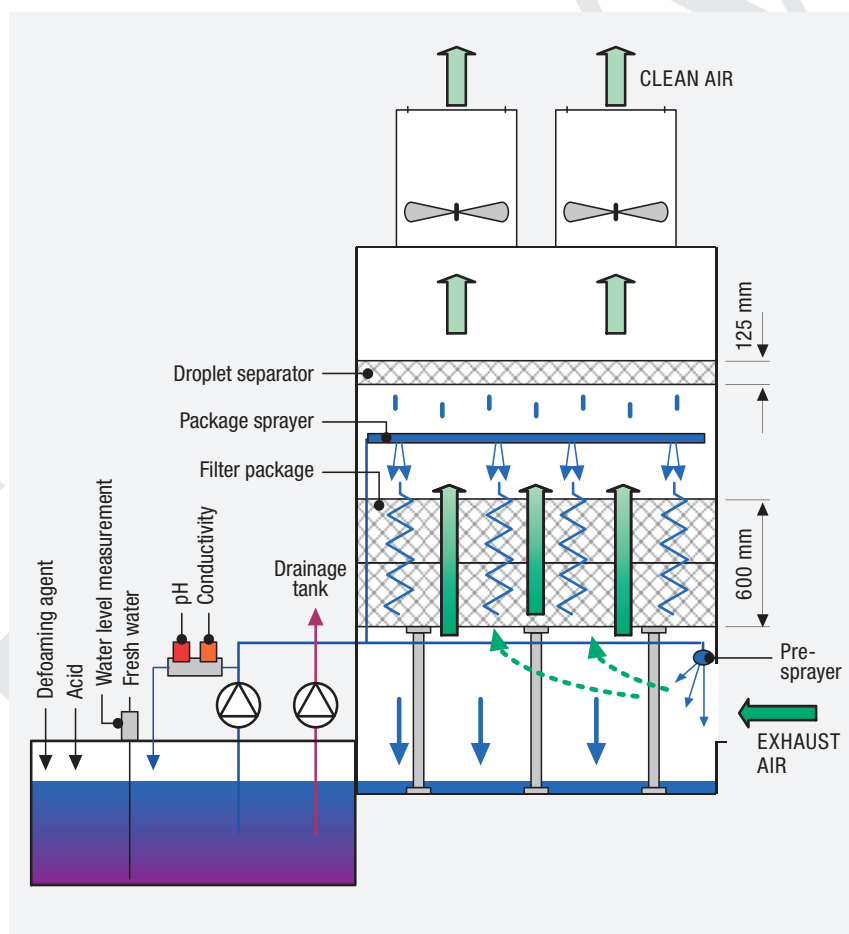 CLEAN AIR
125 mm
Droplet separator
Package sprayer
Filter package
600 mm
Drainage
tank
Defoaming agent
Acid
Water level measurement
Fresh water
pH
Conductivity
Pre-
sprayer
EXHAUST
AIR